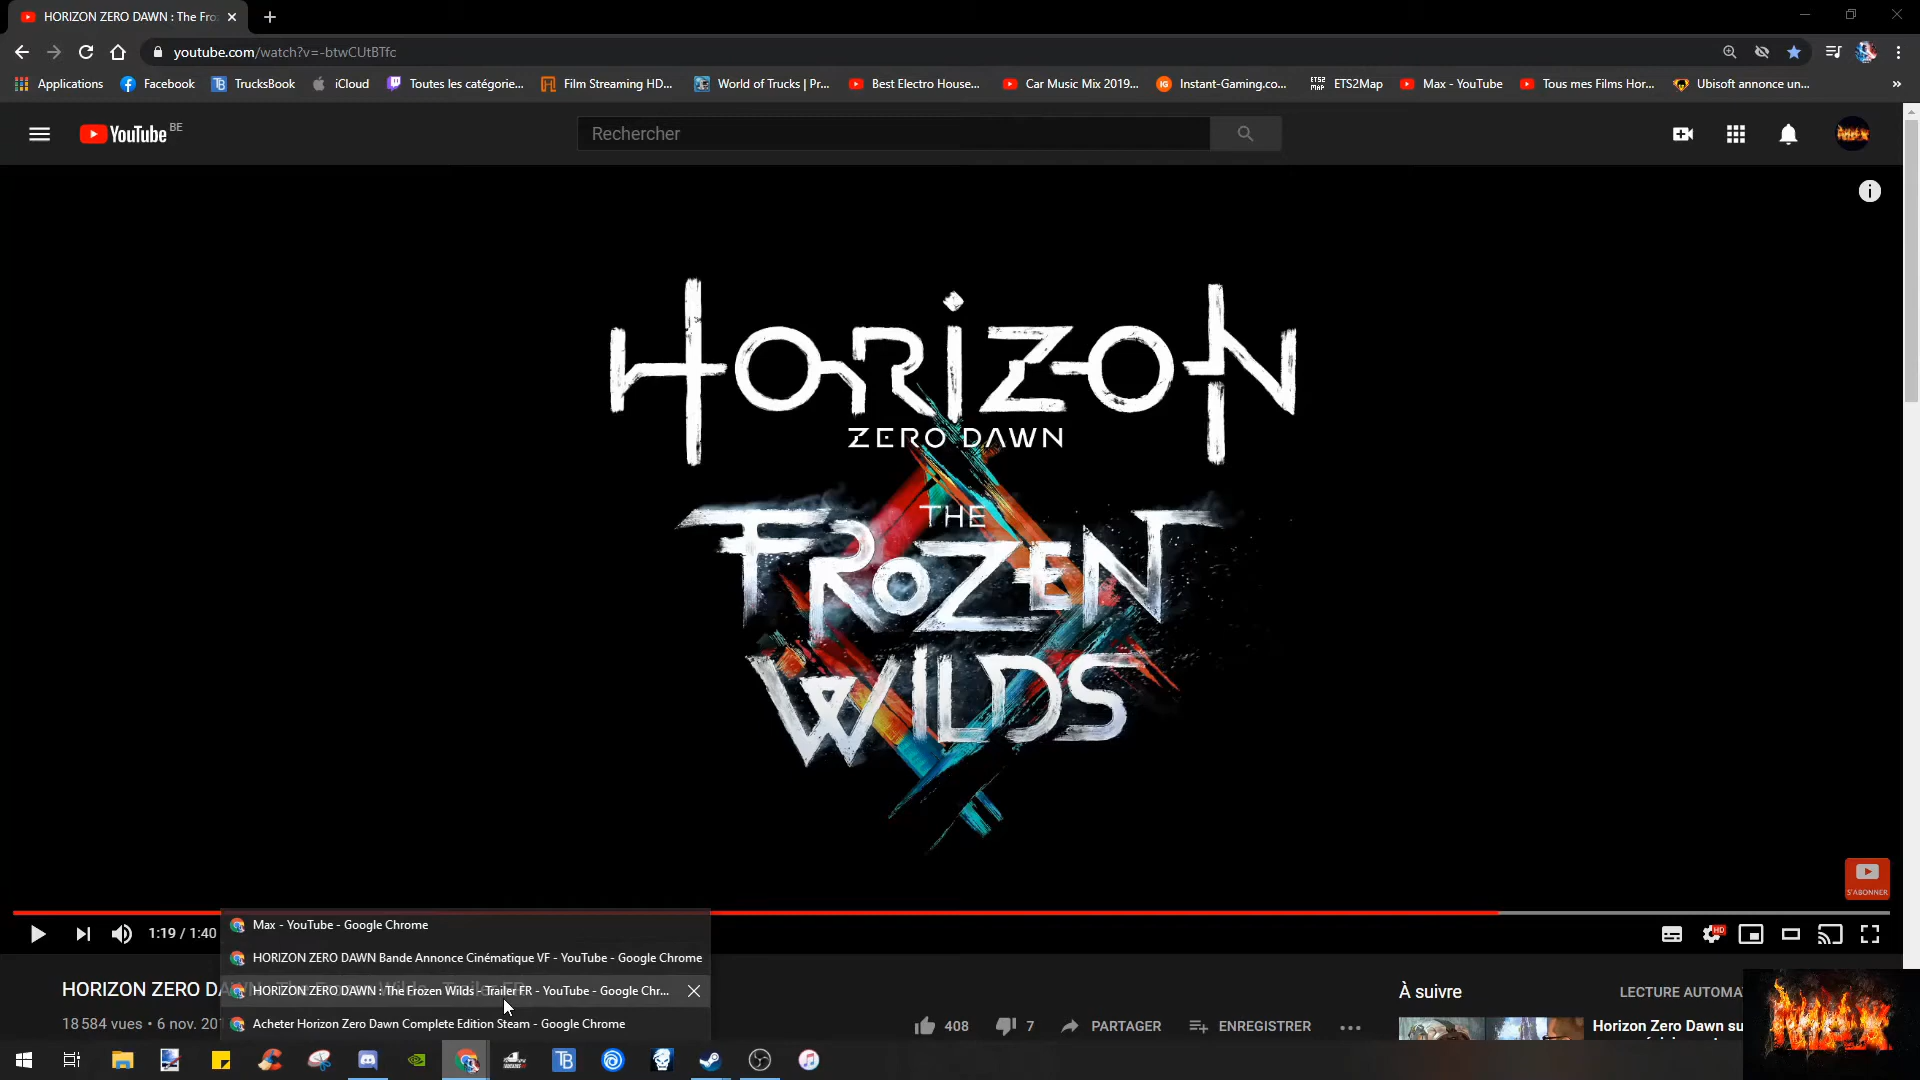 HORIZON ZERO DAWN : The Fro
youtube.com/watch?v=-btwCUtBTfc
Applications
Facebook
TrucksBook
iCloud
Toutes les catégorie...
Film Streaming HD...
World of Trucks | Pr...
Best Electro House...
Car Music Mix 2019...
Instant-Gaming.co...
ETS2Map
Max - YouTube
Tous mes Films Hor...
Ubisoft annonce un...
YouTube BE
Rechercher
HORIZON
ZERO DAWN
THE
FROZEN
WILDS
S'ABONNER
1:19 / 1:40
HD
Max - YouTube - Google Chrome
HORIZON ZERO DAWN Bande Annonce Cinématique VF - YouTube - Google Chrome
HORIZON ZERO DAWN : The Frozen Wilds - Trailer FR - YouTube - Google Chr...
Acheter Horizon Zero Dawn Complete Edition Steam - Google Chrome
HORIZON ZERO DA
18 584 vues • 6 nov. 20
408
7
PARTAGER
ENREGISTRER
À suivre
LECTURE AUTOMA
Horizon Zero Dawn su
TB